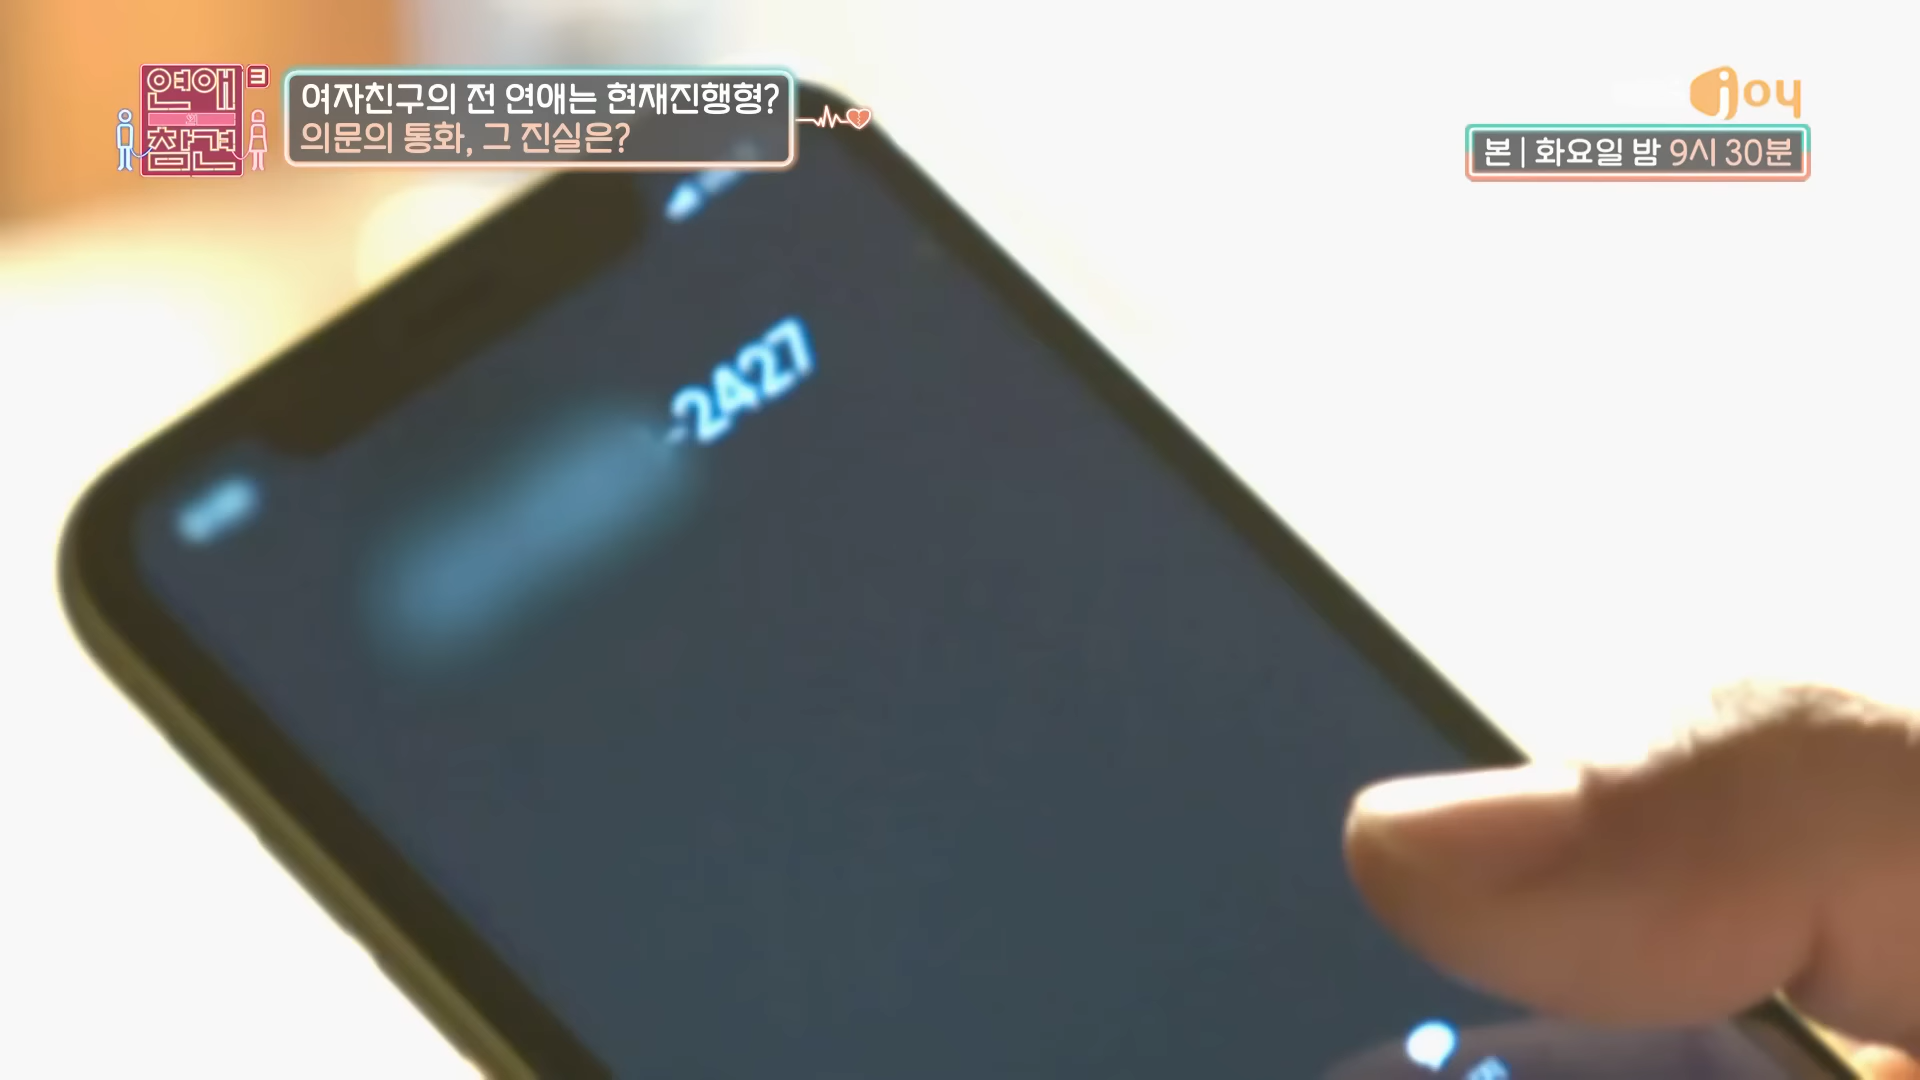 연애의 참견 3
여자친구의 전 연애는 현재진행형?
의문의 통화, 그 진실은?
joy
본 | 화요일 밤 9시 30분
-2427